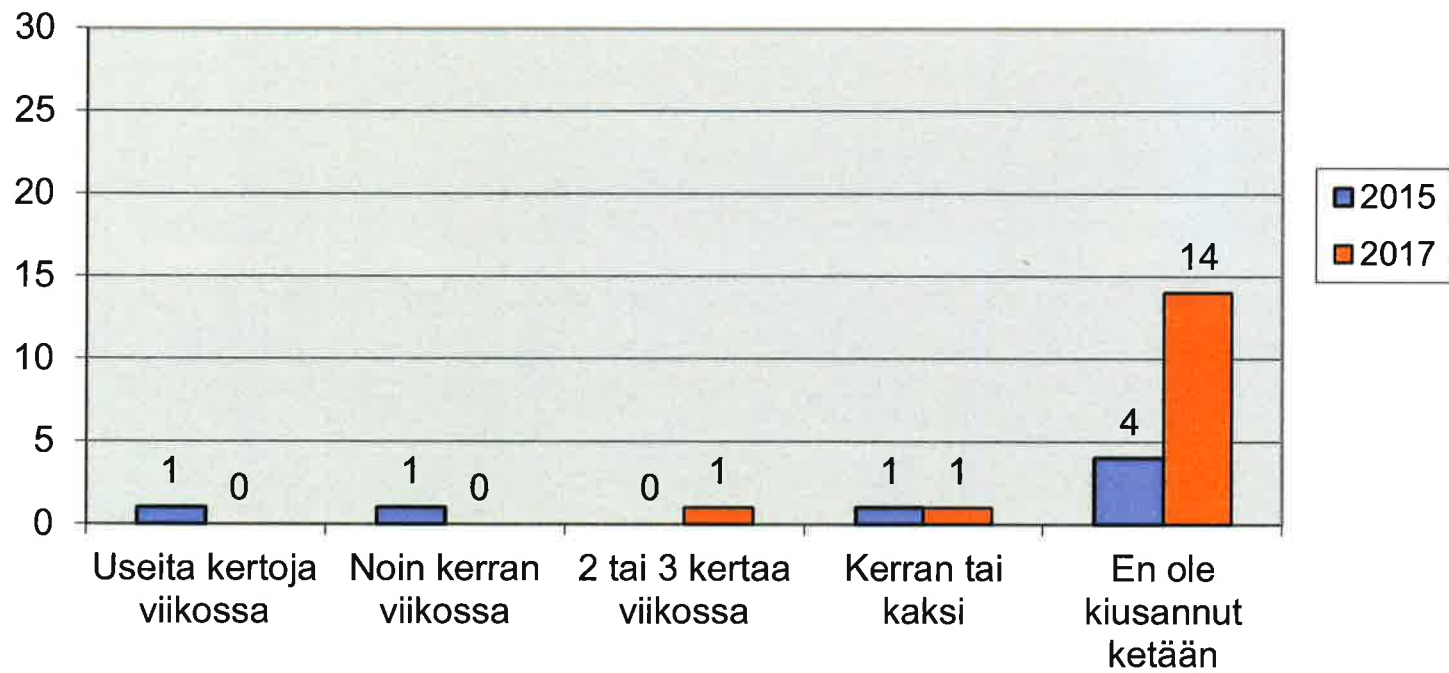 30
25
20
15
10
5
0
1
0
1
0
0
1
1
1
4
14
Useita kertoja
viikossa
Noin kerran
viikossa
2 tai 3 kertaa
viikossa
Kerran tai
kaksi
En ole
kiusannut
ketään
2015
2017